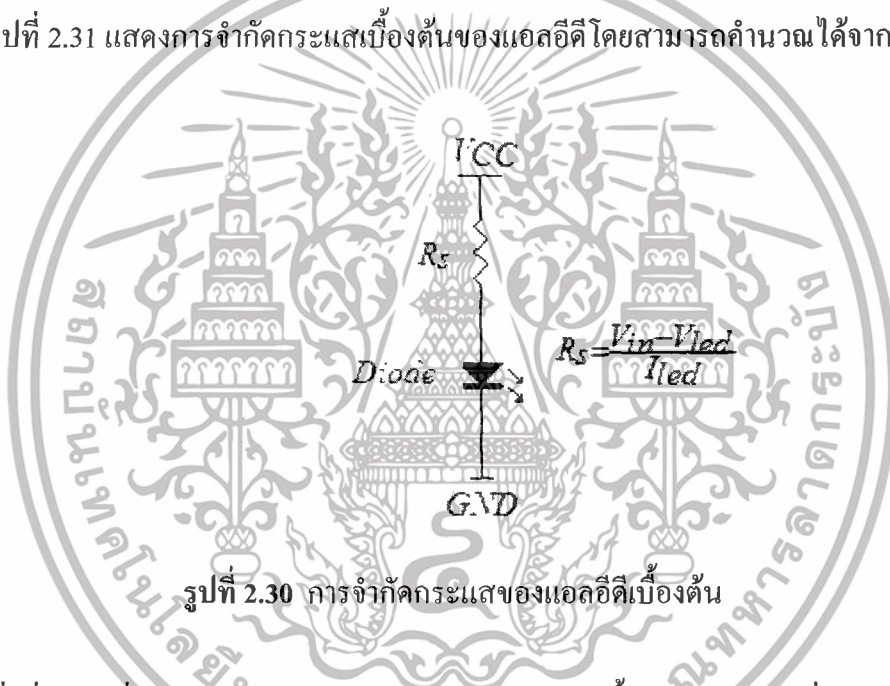 ปที่ 2.31 แสดงการจำกัดกระแสเบื้องต้นของแอลอีดีโดยสามารถคำนวณได้จาก
VCC
Rs
Diode
Rs=Vin-Vled
Iled
GND
รูปที่ 2.30 การจำกัดกระแสของแอลอีดีเบื้องต้น